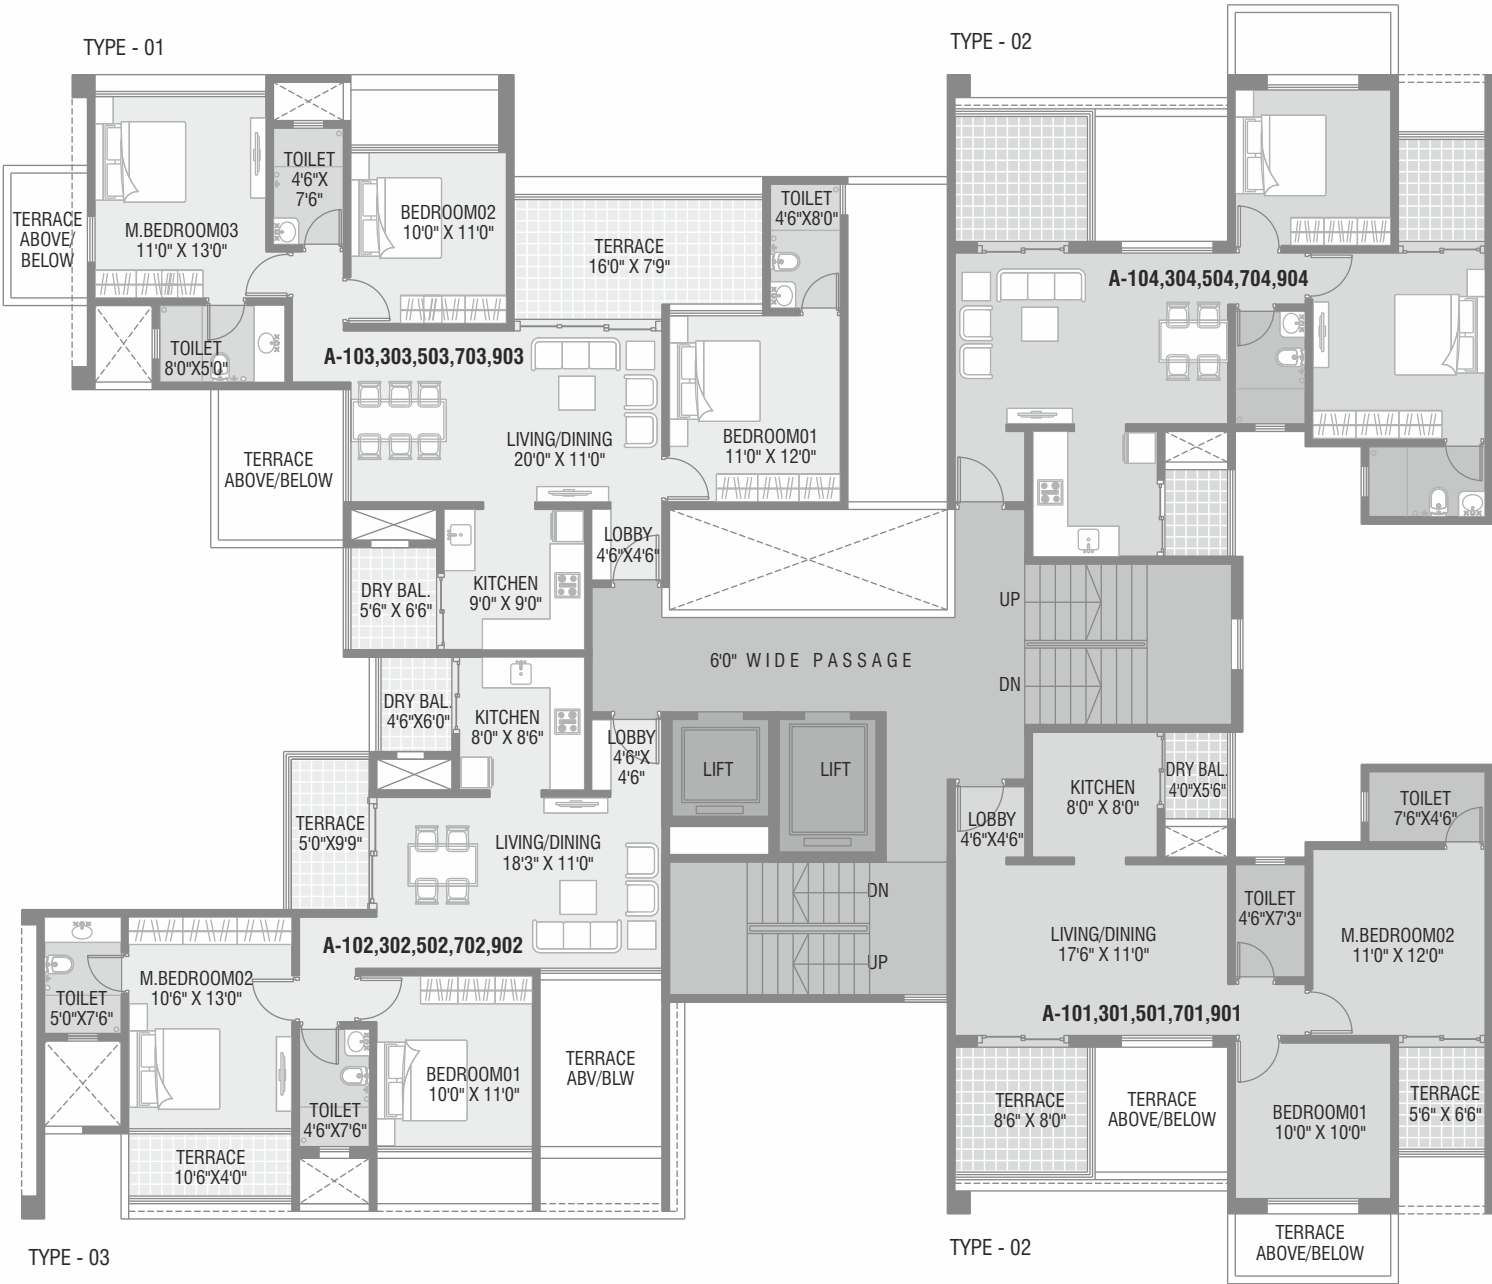 TYPE - 01
TYPE - 02
M.BEDROOM03
11'0" X 13'0"
TOILET
4'6"X
7'6"
BEDROOM02
10'0" X 11'0"
TERRACE
ABOVE/
BELOW
TERRACE
16'0" X 7'9"
TOILET
4'6"X8'0"
TOILET
8'0"X5'0"
A-103,303,503,703,903
LIVING/DINING
20'0" X 11'0"
BEDROOM01
11'0" X 12'0"
TERRACE
ABOVE/BELOW
LOBBY
4'6"X4'6"
DRY BAL.
5'6" X 6'6"
KITCHEN
9'0" X 9'0"
A-104,304,504,704,904
UP
DN
6'0" WIDE PASSAGE
DRY BAL.
4'6"X6'0"
KITCHEN
8'0" X 8'6"
LOBBY
4'6"X
4'6"
LIFT
LIFT
TERRACE
5'0"X9'9"
LIVING/DINING
18'3" X 11'0"
DN
UP
A-102,302,502,702,902
M.BEDROOM02
10'6" X 13'0"
TOILET
5'0"X7'6"
TOILET
4'6"X7'6"
BEDROOM01
10'0" X 11'0"
TERRACE
ABV/BLW
TERRACE
10'6"X4'0"
KITCHEN
8'0" X 8'0"
DRY BAL.
4'0"X5'6"
LOBBY
4'6"X4'6"
TOILET
7'6"X4'6"
TOILET
4'6"X7'3"
LIVING/DINING
17'6" X 11'0"
M.BEDROOM02
11'0" X 12'0"
A-101,301,501,701,901
TERRACE
8'6" X 8'0"
TERRACE
ABOVE/BELOW
BEDROOM01
10'0" X 10'0"
TERRACE
5'6" X 6'6"
TERRACE
ABOVE/BELOW
TYPE - 03
TYPE - 02